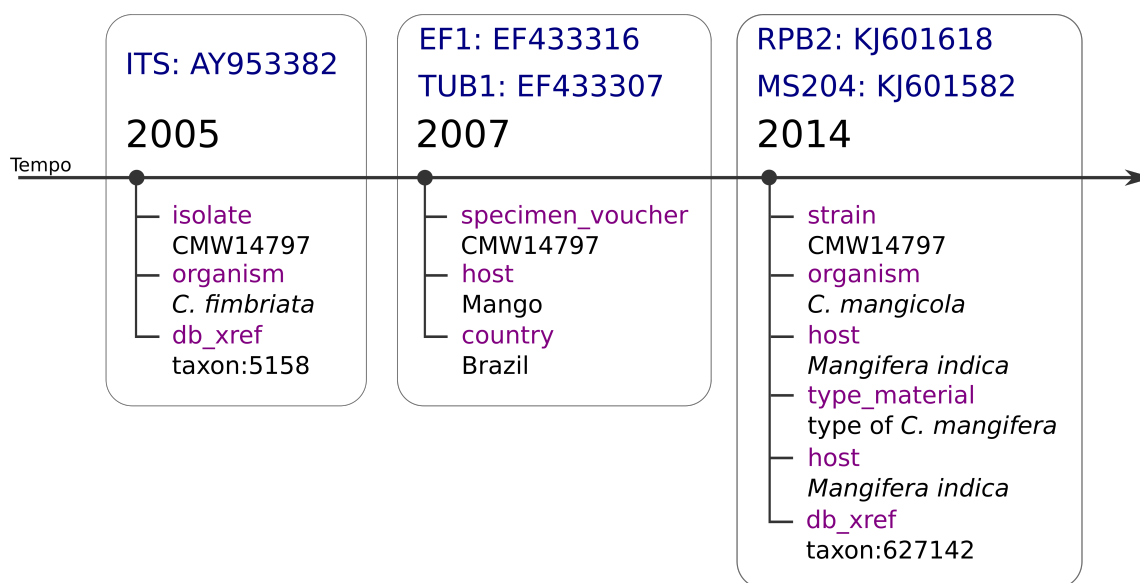 Tempo
ITS: AY953382
2005
isolate
CMW14797
organism
C. fimbriata
db_xref
taxon:5158
EF1: EF433316
TUB1: EF433307
2007
specimen_voucher
CMW14797
host
Mango
country
Brazil
RPB2: KJ601618
MS204: KJ601582
2014
strain
CMW14797
organism
C. mangicola
host
Mangifera indica
type_material
type of C. mangifera
host
Mangifera indica
db_xref
taxon:627142